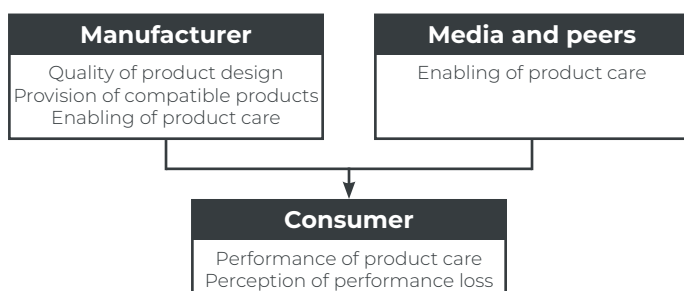 Manufacturer
Quality of product design
Provision of compatible products
Enabling of product care
Media and peers
Enabling of product care
Consumer
Performance of product care
Perception of performance loss